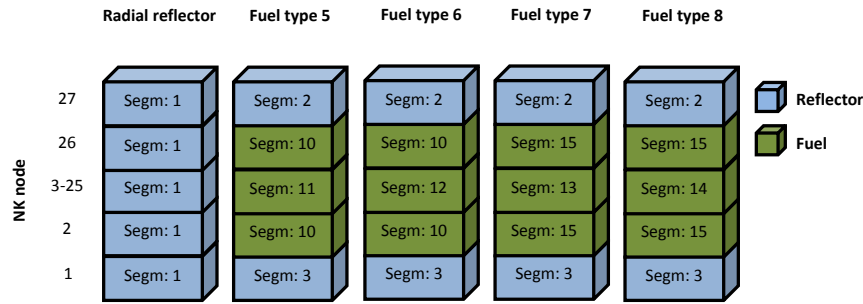 Radial reflector Fuel type 5 Fuel type 6 Fuel type 7 Fuel type 8
27 Segm: 1 Segm: 2 Segm: 2 Segm: 2 Segm: 2 Reflector
26 Segm: 1 Segm: 10 Segm: 10 Segm: 15 Segm: 15 Fuel
3-25 Segm: 1 Segm: 11 Segm: 12 Segm: 13 Segm: 14
2 Segm: 1 Segm: 10 Segm: 10 Segm: 15 Segm: 15
1 Segm: 1 Segm: 3 Segm: 3 Segm: 3 Segm: 3
NK node